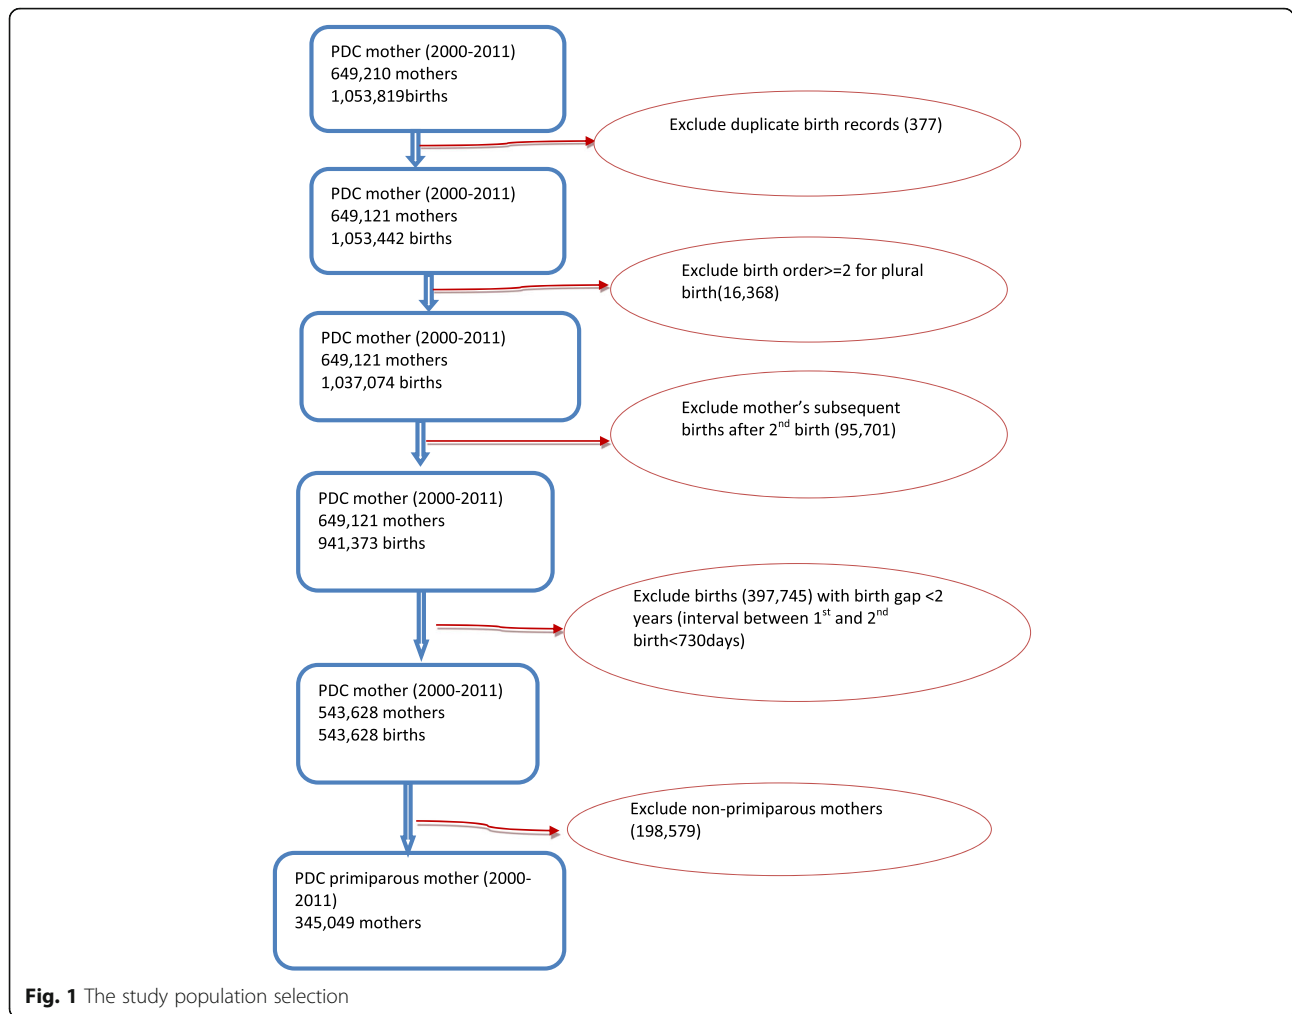 PDC mother (2000-2011)
649,210 mothers
1,053,819births
Exclude duplicate birth records (377)
PDC mother (2000-2011)
649,121 mothers
1,053,442 births
Exclude birth order>=2 for plural
birth(16,368)
PDC mother (2000-2011)
649,121 mothers
1,037,074 births
Exclude mother’s subsequent
births after 2nd birth (95,701)
PDC mother (2000-2011)
649,121 mothers
941,373 births
Exclude births (397,745) with birth gap <2
years (interval between 1st and 2nd
birth<730days)
PDC mother (2000-2011)
543,628 mothers
543,628 births
Exclude non-primiparous mothers
(198,579)
PDC primiparous mother (2000-
2011)
345,049 mothers
Fig. 1 The study population selection